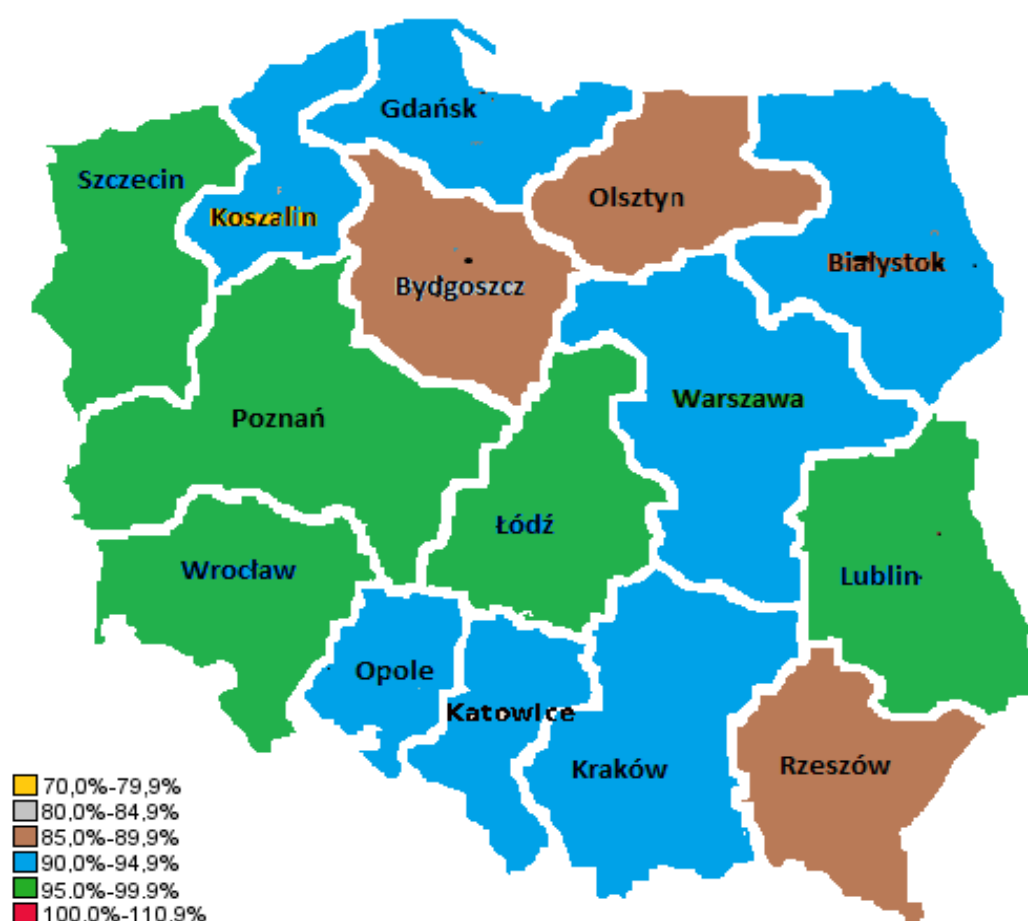 Gdańsk
Szczecin
Olsztyn
Koszalin
Białystok
Bydgoszcz
Warszawa
Poznań
Łódź
Wrocław
Lublin
Opole
Katowice
Kraków
Rzeszów
70,0%-79,9%
80,0%-84,9%
85,0%-89,9%
90,0%-94,9%
95,0%-99,9%
100,0%-110,9%